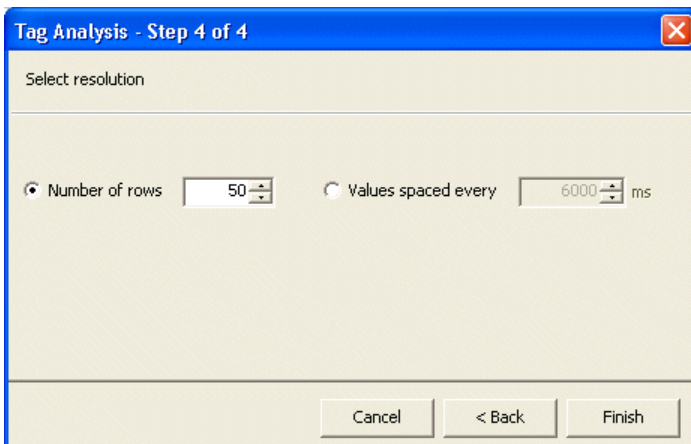 Tag Analysis - Step 4 of 4
Select resolution
Number of rows 50 Values spaced every 6000 ms
Cancel < Back Finish